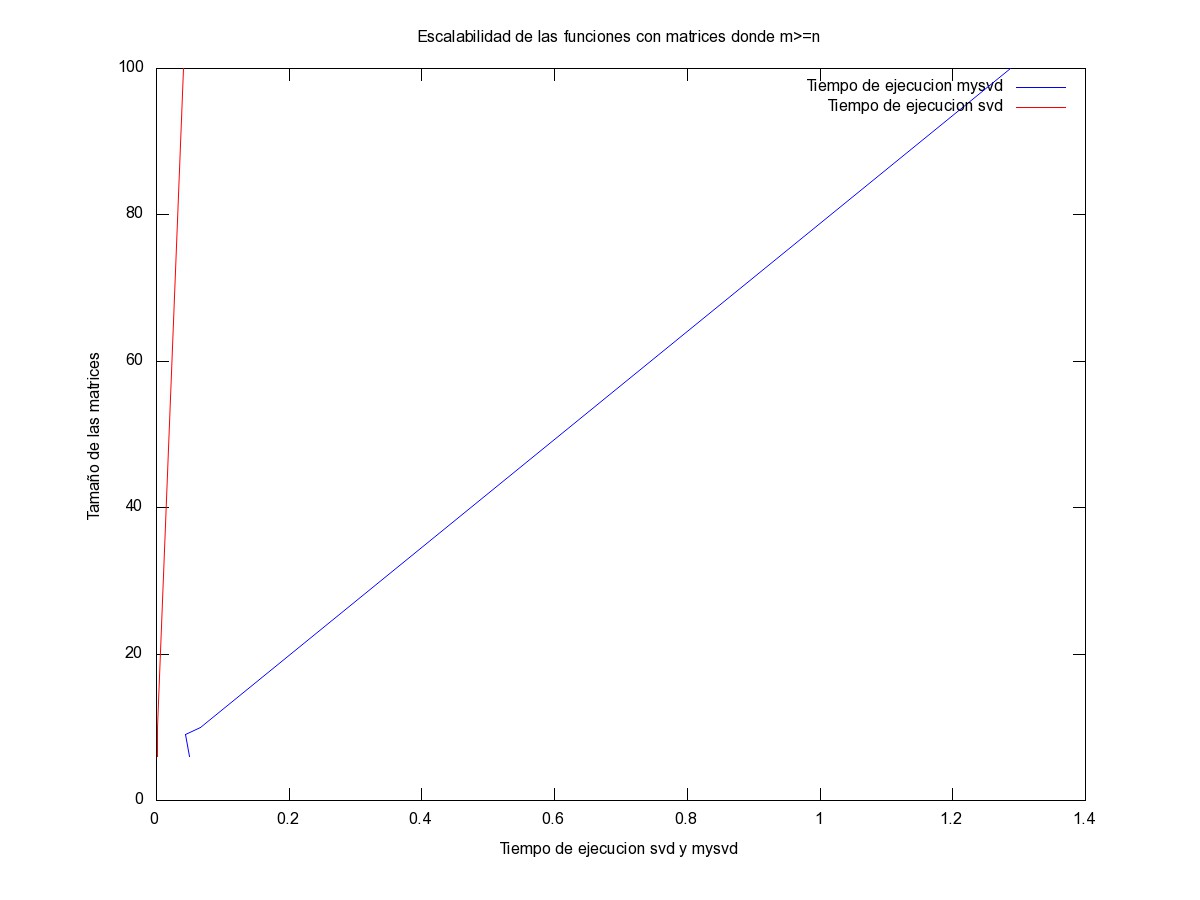 Escalabilidad de las funciones con matrices donde m>=n
100
80
60
40
20
0
Tamaño de las matrices
Tiempo de ejecucion mysvd
Tiempo de ejecucion svd
0 0.2 0.4 0.6 0.8 1 1.2 1.4
Tiempo de ejecucion svd y mysvd